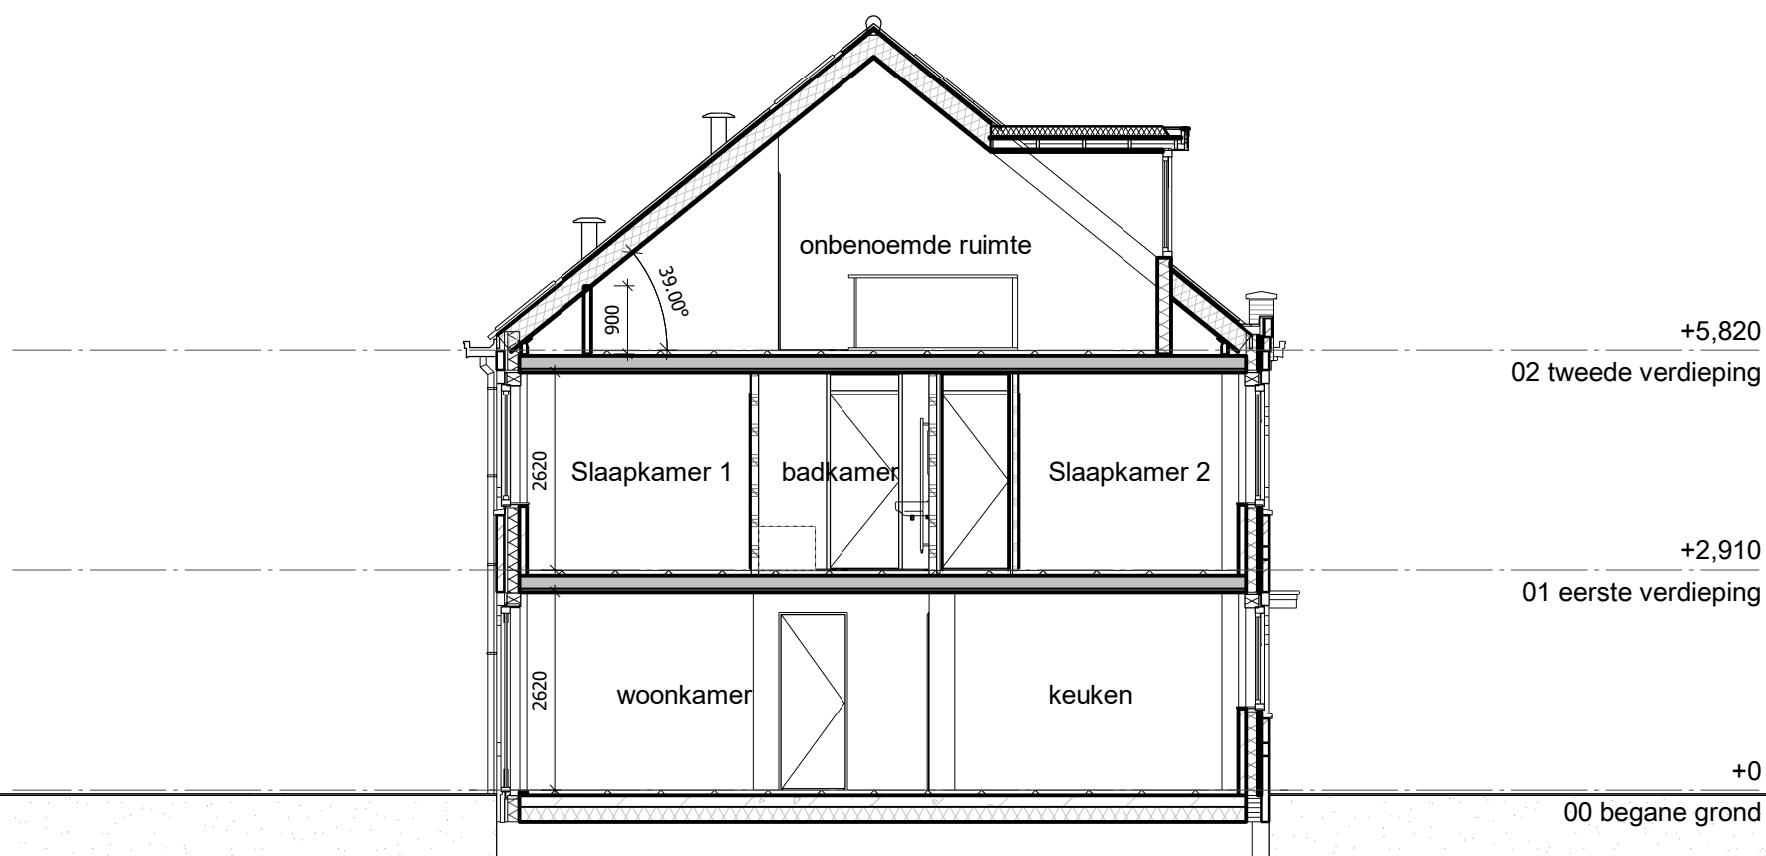 onbenoemde ruimte
39.00°
900
+5,820
02 tweede verdieping
2620
Slaapkamer 1
badkamer
Slaapkamer 2
+2,910
01 eerste verdieping
2620
woonkamer
keuken
+0
00 begane grond